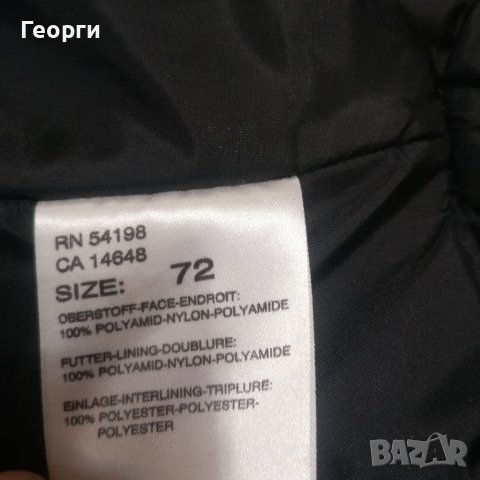 Георги
RN 54198
CA 14648
SIZE: 72
OBERSTOFF-FACE-ENDROIT:
100% POLYAMID-NYLON-POLYAMIDE
FUTTER-LINING-DOUBLURE:
100% POLYAMID-NYLON-POLYAMIDE
EINLAGE-INTERLINING-TRIPLURE:
100% POLYESTER-POLYESTER-
POLYESTER
BAZAR